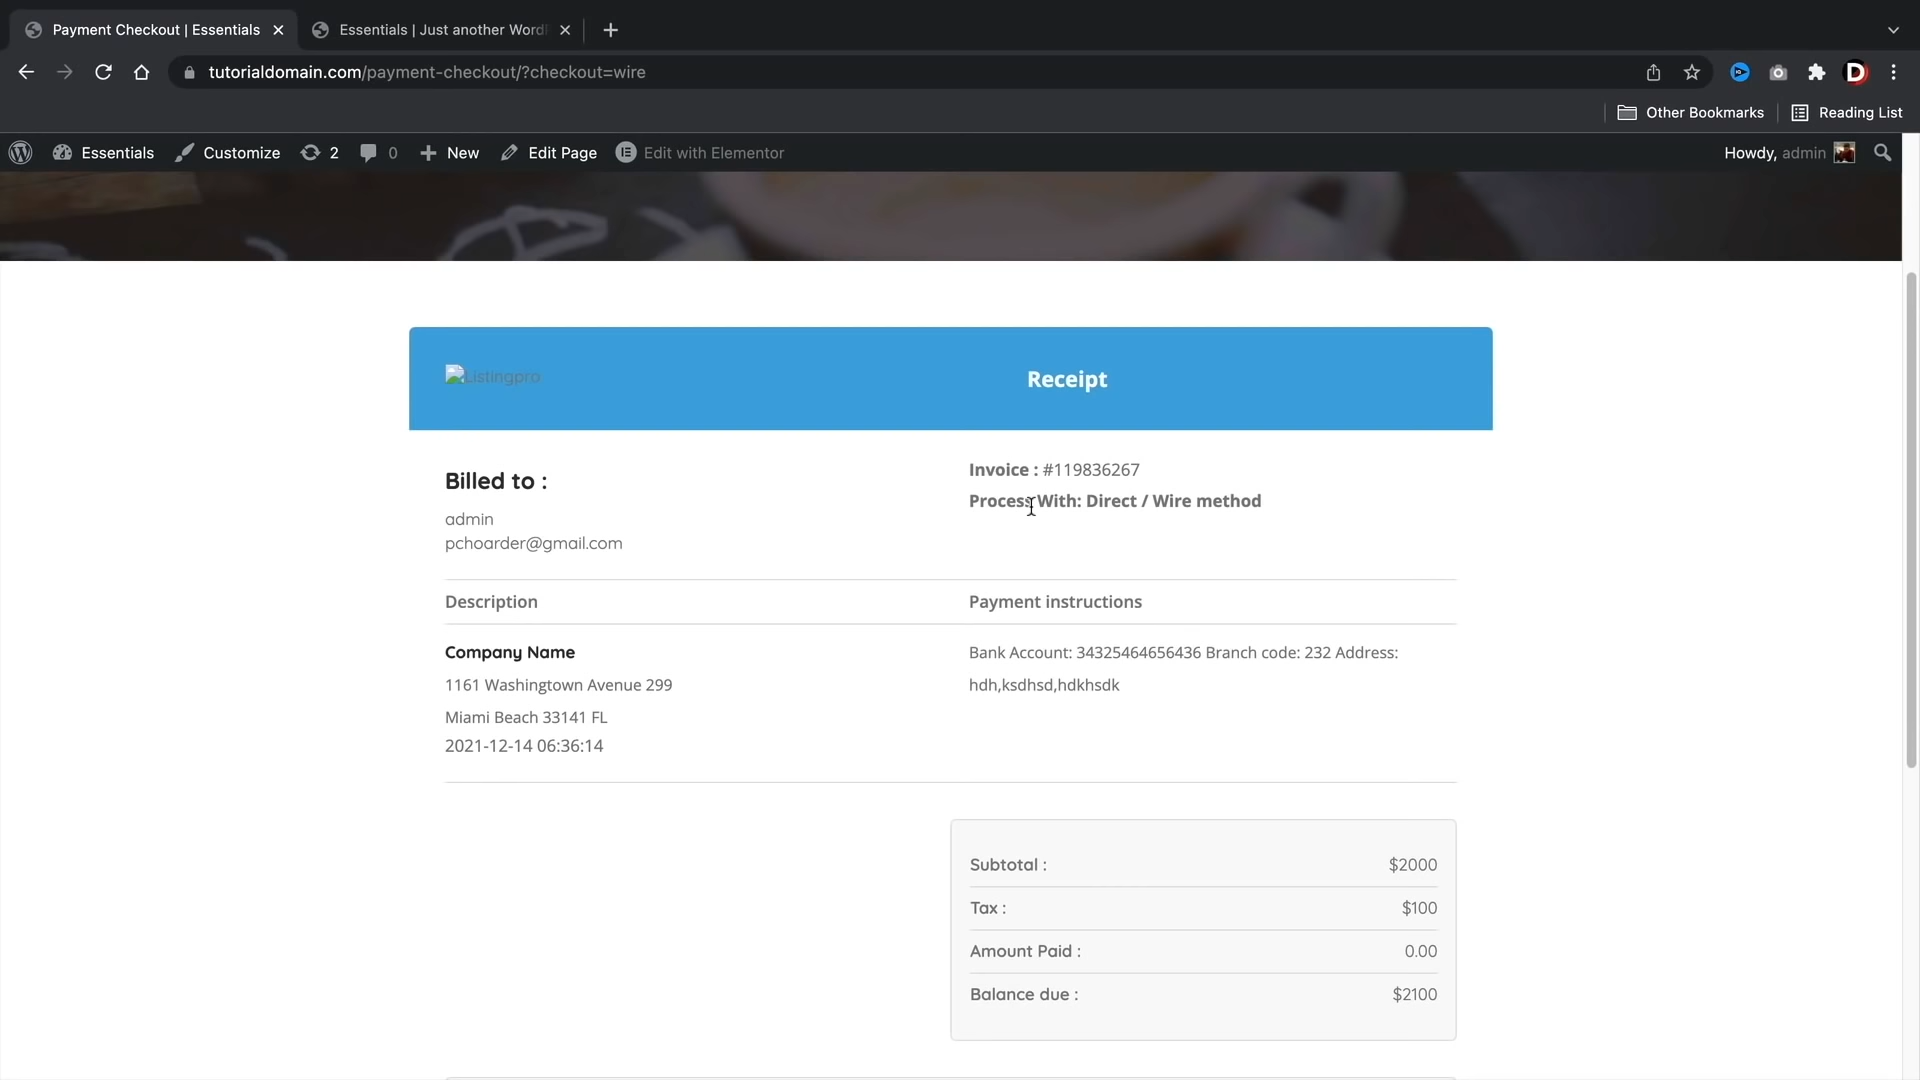 Payment Checkout | Essentials
Essentials | Just another Word
tutorialdomain.com/payment-checkout/?checkout=wire
Other Bookmarks
Reading List
Essentials
Customize
2
0
New
Edit Page
Edit with Elementor
Howdy, admin
Listingpro
Receipt
Billed to :
admin
pchoarder@gmail.com
Invoice : #119836267
Process With: Direct / Wire method
Description
Payment instructions
Company Name
1161 Washingtown Avenue 299
Miami Beach 33141 FL
2021-12-14 06:36:14
Bank Account: 34325464656436 Branch code: 232 Address:
hdh,ksdhsd,hdkhsdk
Subtotal : $2000
Tax : $100
Amount Paid : 0.00
Balance due : $2100